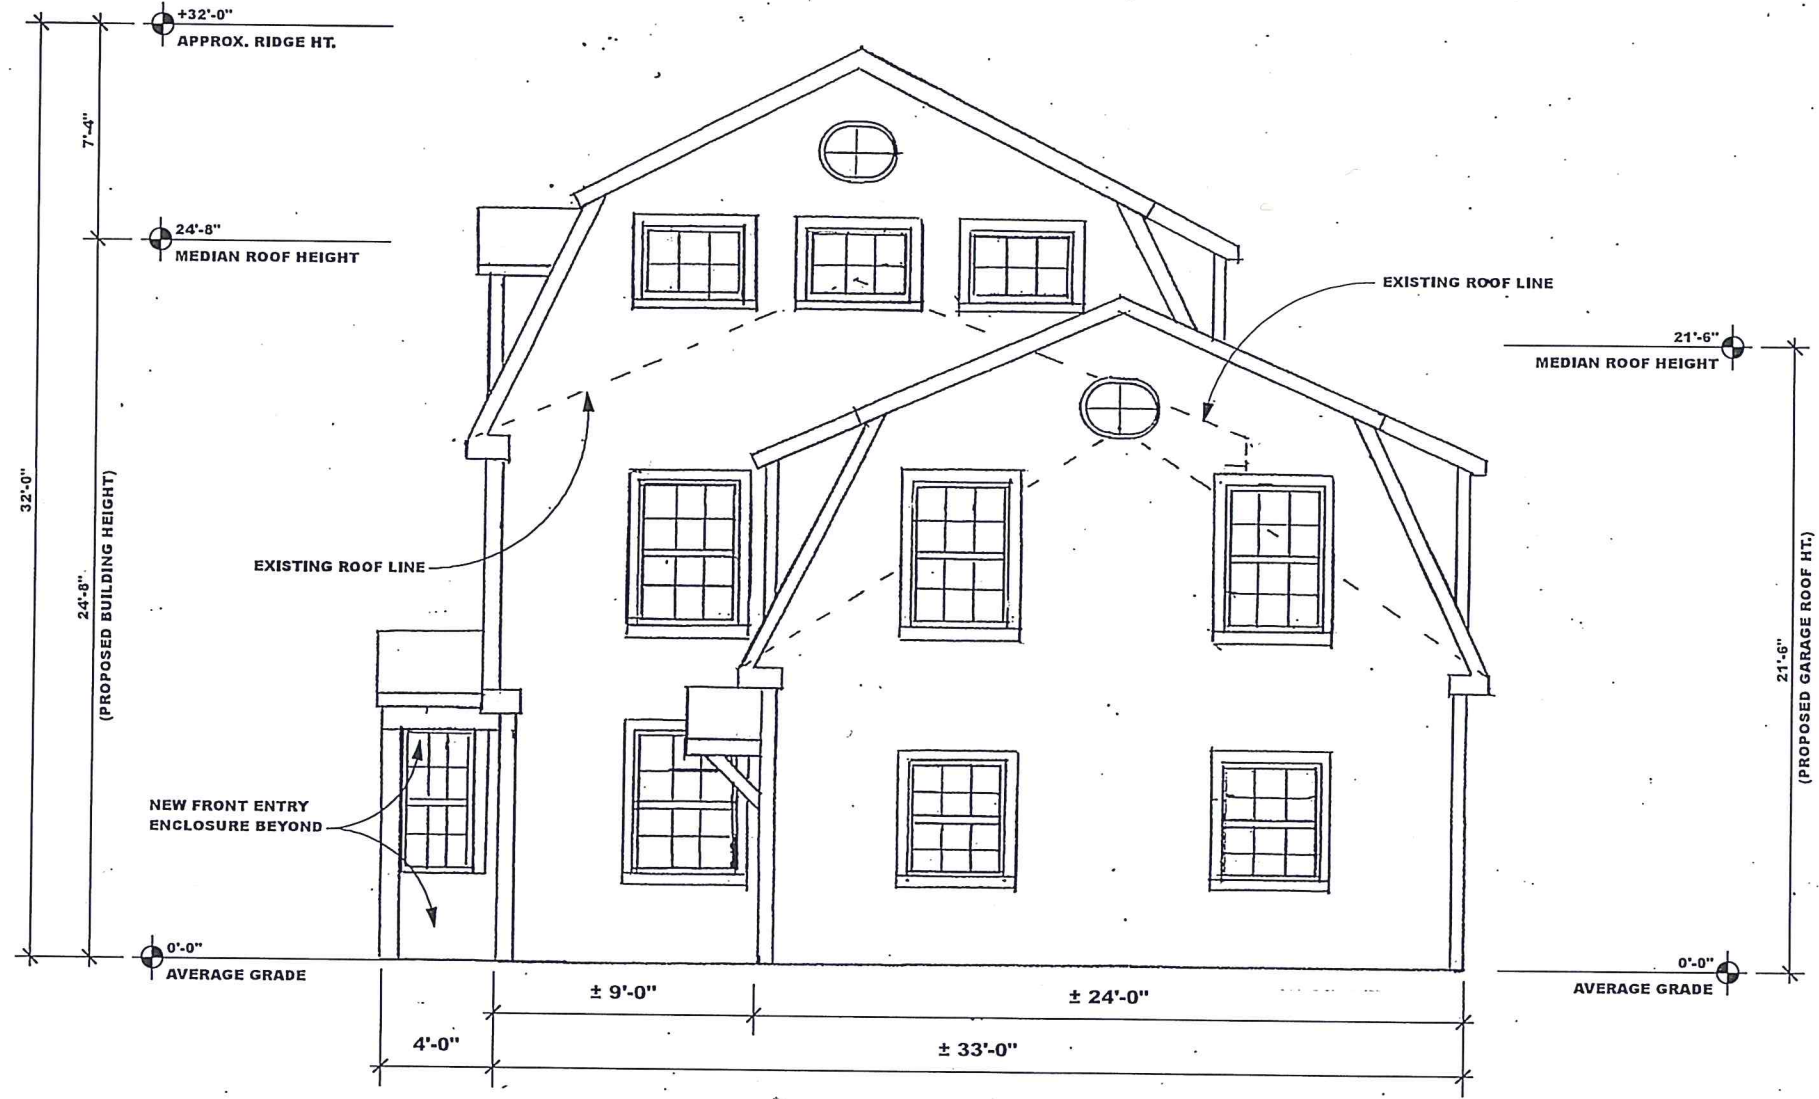 +32'-0"
APPROX. RIDGE HT.
7'-4"
24'-8"
MEDIAN ROOF HEIGHT
EXISTING ROOF LINE
21'-6"
MEDIAN ROOF HEIGHT
32'-0"
24'-8"
(PROPOSED BUILDING HEIGHT)
EXISTING ROOF LINE
21'-6"
(PROPOSED GARAGE ROOF HT.)
NEW FRONT ENTRY
ENCLOSURE BEYOND
0'-0"
AVERAGE GRADE
0'-0"
AVERAGE GRADE
± 9'-0"
± 24'-0"
4'-0"
± 33'-0"